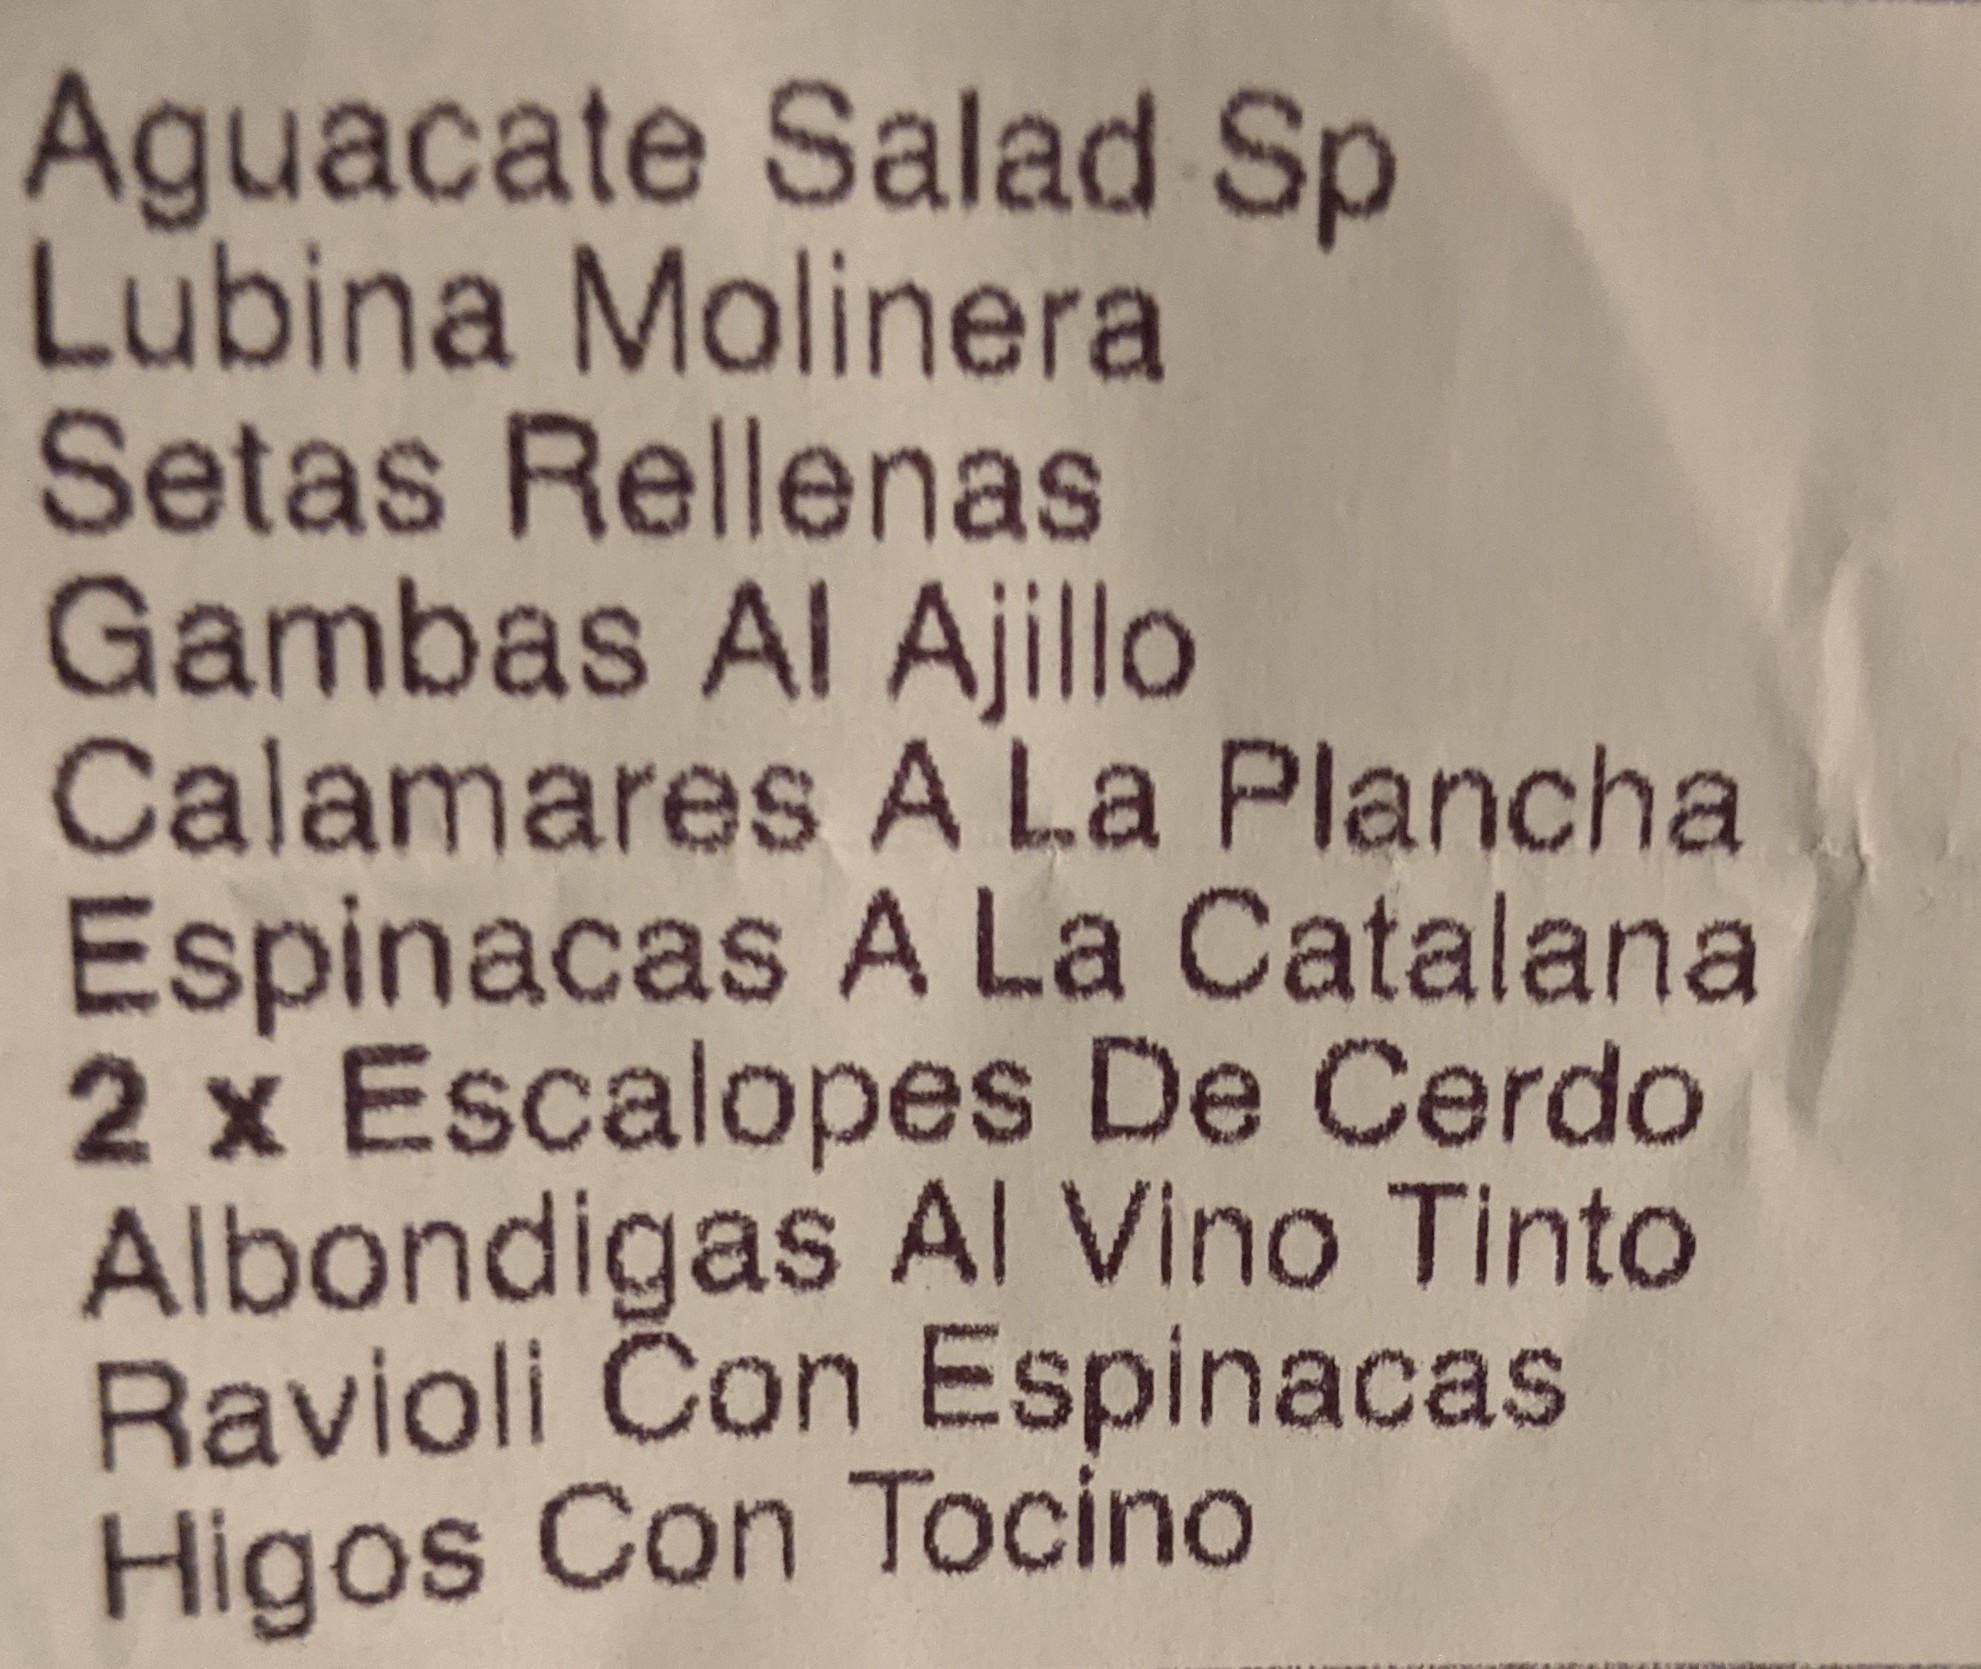 Aguacate Salad Sp
Lubina Molinera
Setas Rellenas
Gambas Al Ajillo
Calamares A La Plancha
Espinacas A La Catalana
2 x Escalopes De Cerdo
Albondigas Al Vino Tinto
Ravioli Con Espinacas
Higos Con Tocino